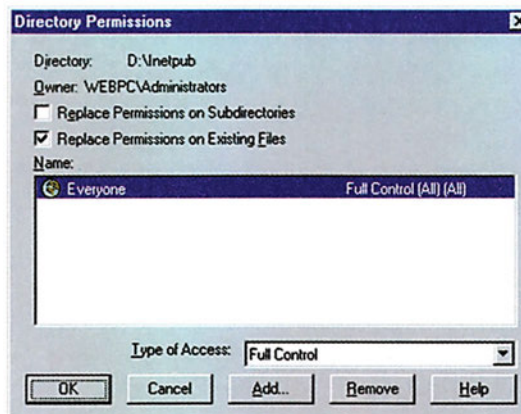 Directory Permissions
Directory: D:\Inetpub
Owner: WEBPC\Administrators
Replace Permissions on Subdirectories
Replace Permissions on Existing Files
Name:
Everyone Full Control (All) (All)
Type of Access: Full Control
OK Cancel Add... Remove Help